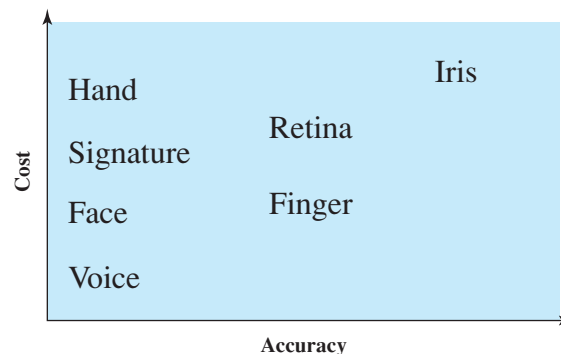 Iris
Hand
Retina
Signature
Finger
Face
Voice
Cost
Accuracy